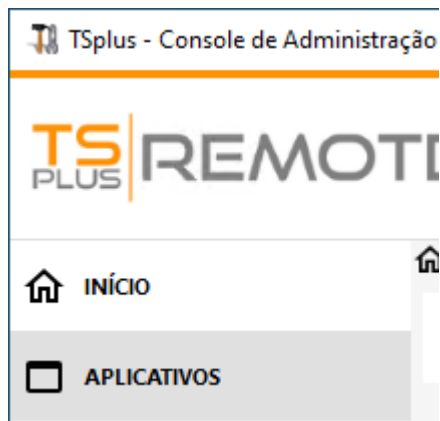 TSplus - Console de Administração
TS
PLUS
REMOT
INÍCIO
APLICATIVOS